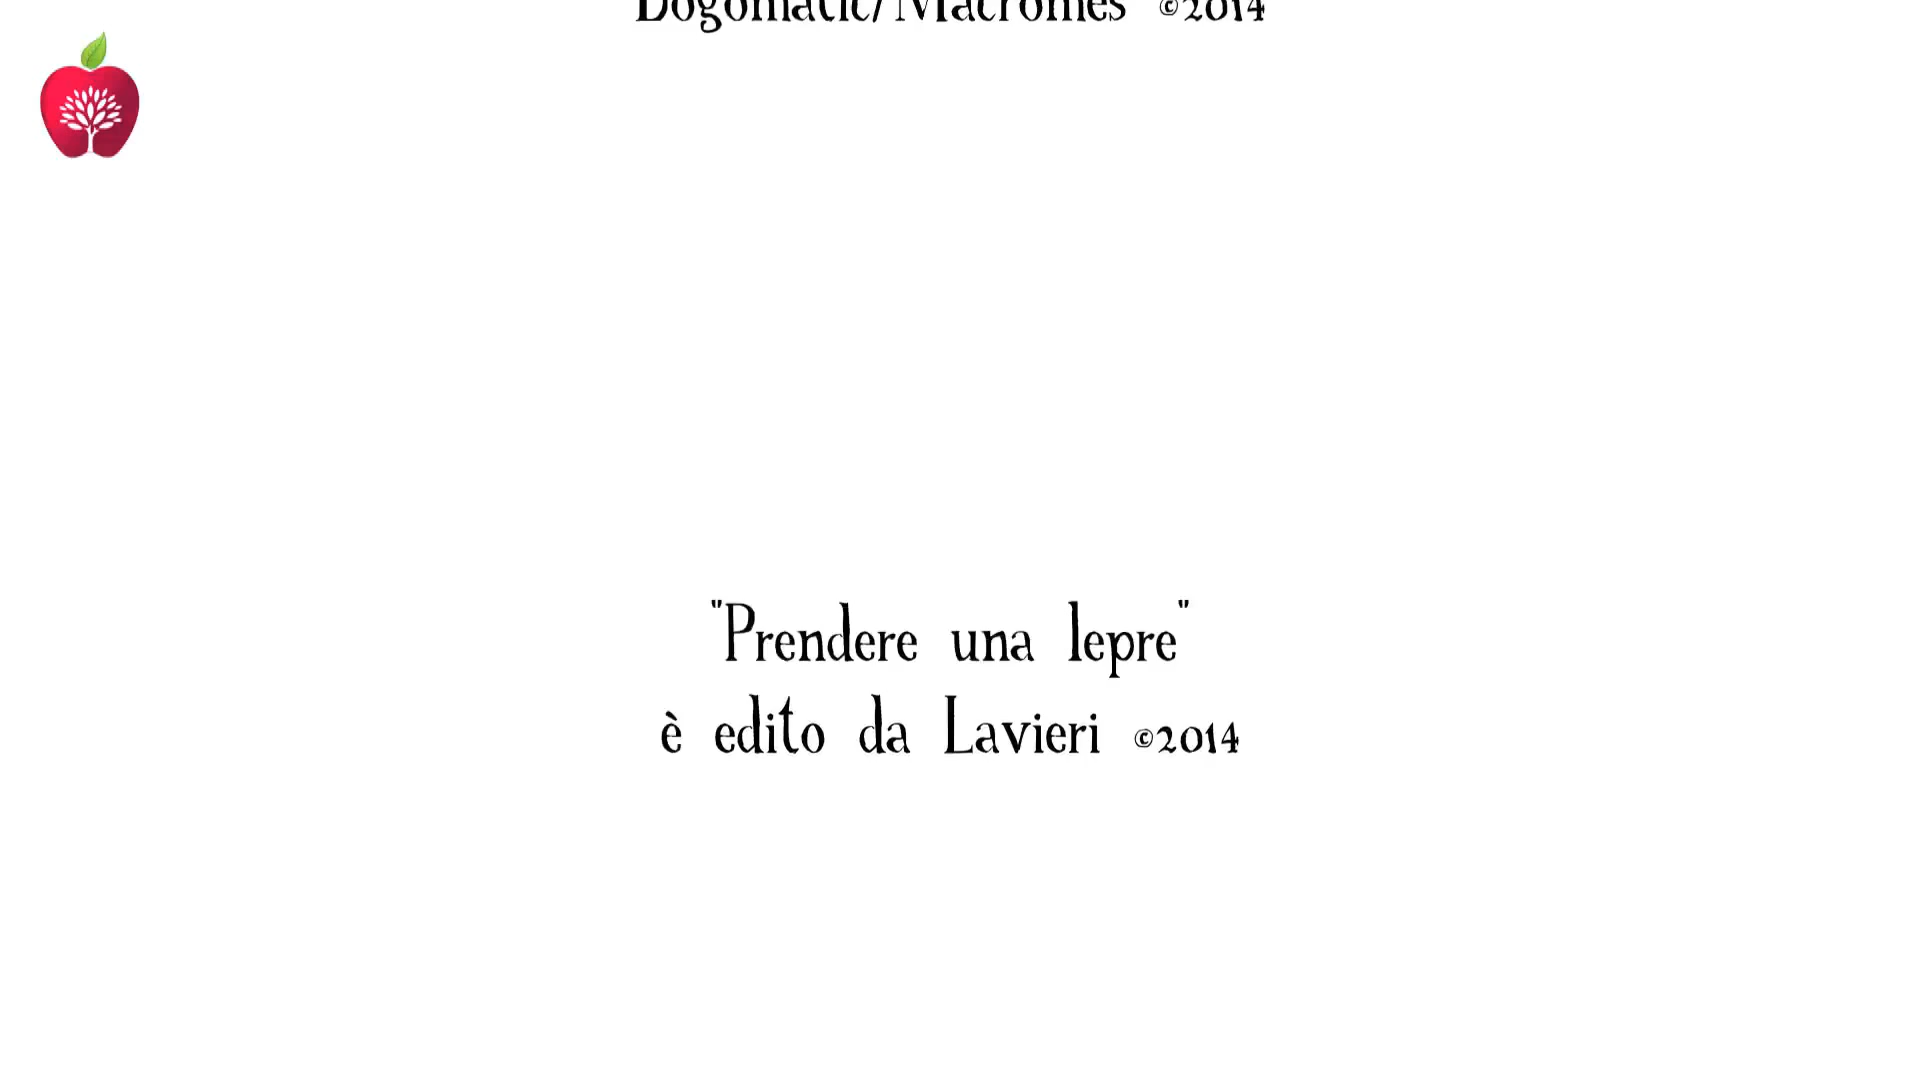 Dogomatic/Macromes ©2014
"Prendere una lepre"
è edito da Lavieri ©2014